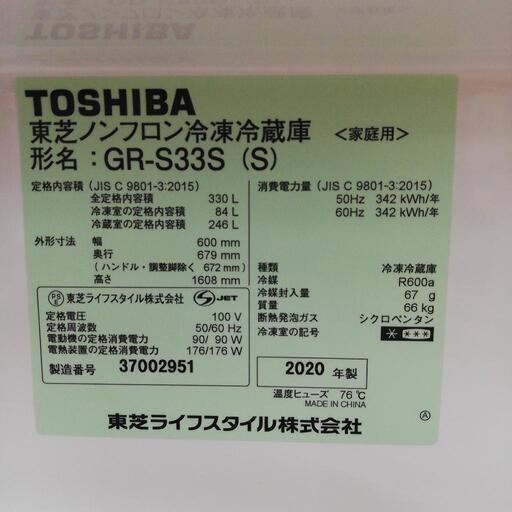 TOSHIBA
東芝ノンフロン冷凍冷蔵庫 <家庭用>
形名：GR-S33S (S)
定格内容積 (JIS C 9801-3:2015)
全定格内容積 330 L
冷凍室の定格内容積 84 L
冷蔵室の定格内容積 246 L
外形寸法 幅 600 mm
奥行 679 mm
(ハンドル・調整脚除く 672 mm)
高さ 1608 mm
消費電力量 (JIS C 9801-3:2015)
50Hz 342 kWh/年
60Hz 342 kWh/年
種類 冷凍冷蔵庫
冷媒 R600a
冷媒封入量 67 g
質量 66 kg
断熱発泡ガス シクロペンタン
冷凍室の記号
PS E 東芝ライフスタイル株式会社 S JET
定格電圧 100 V
定格周波数 50/60 Hz
電動機の定格消費電力 90/ 90 W
電熱装置の定格消費電力 176/176 W
製造番号 37002951
2020 年製
温度ヒューズ 76℃
MADE IN CHINA
東芝ライフスタイル株式会社
Ⓐ